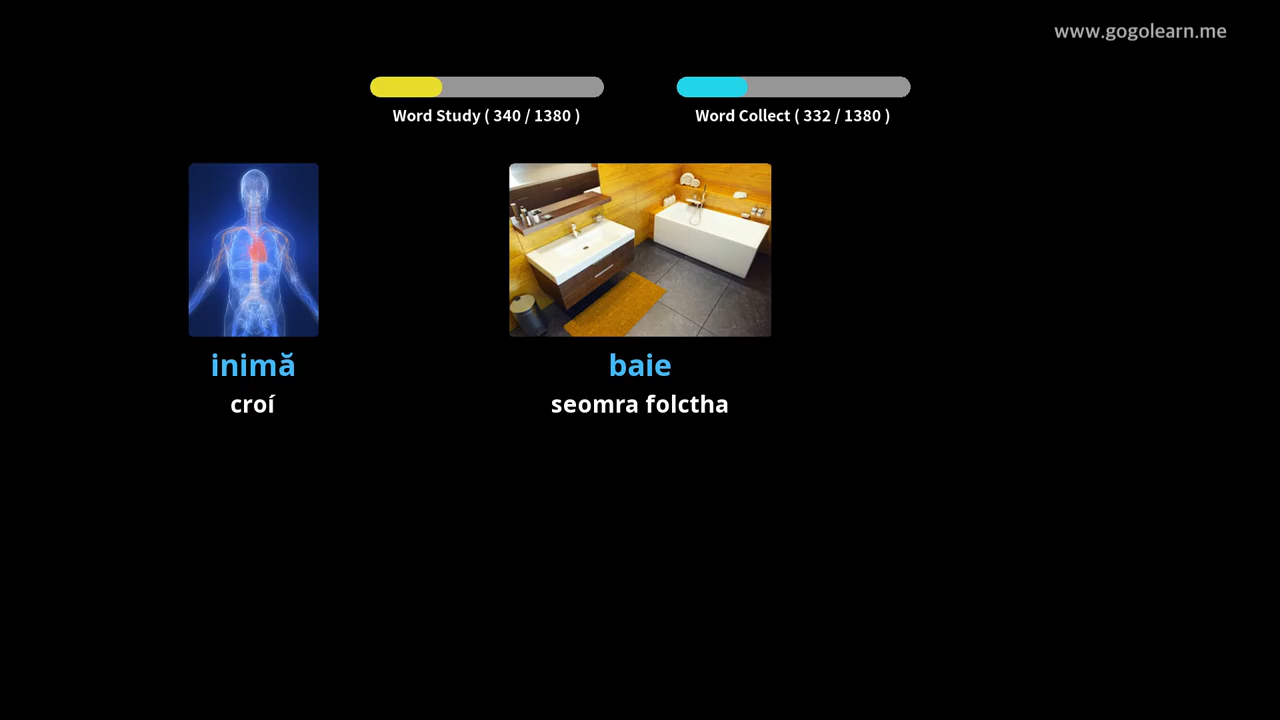 www.gogolearn.me
Word Study ( 340 / 1380 )
Word Collect ( 332 / 1380 )
inimă
croí
baie
seomra folctha